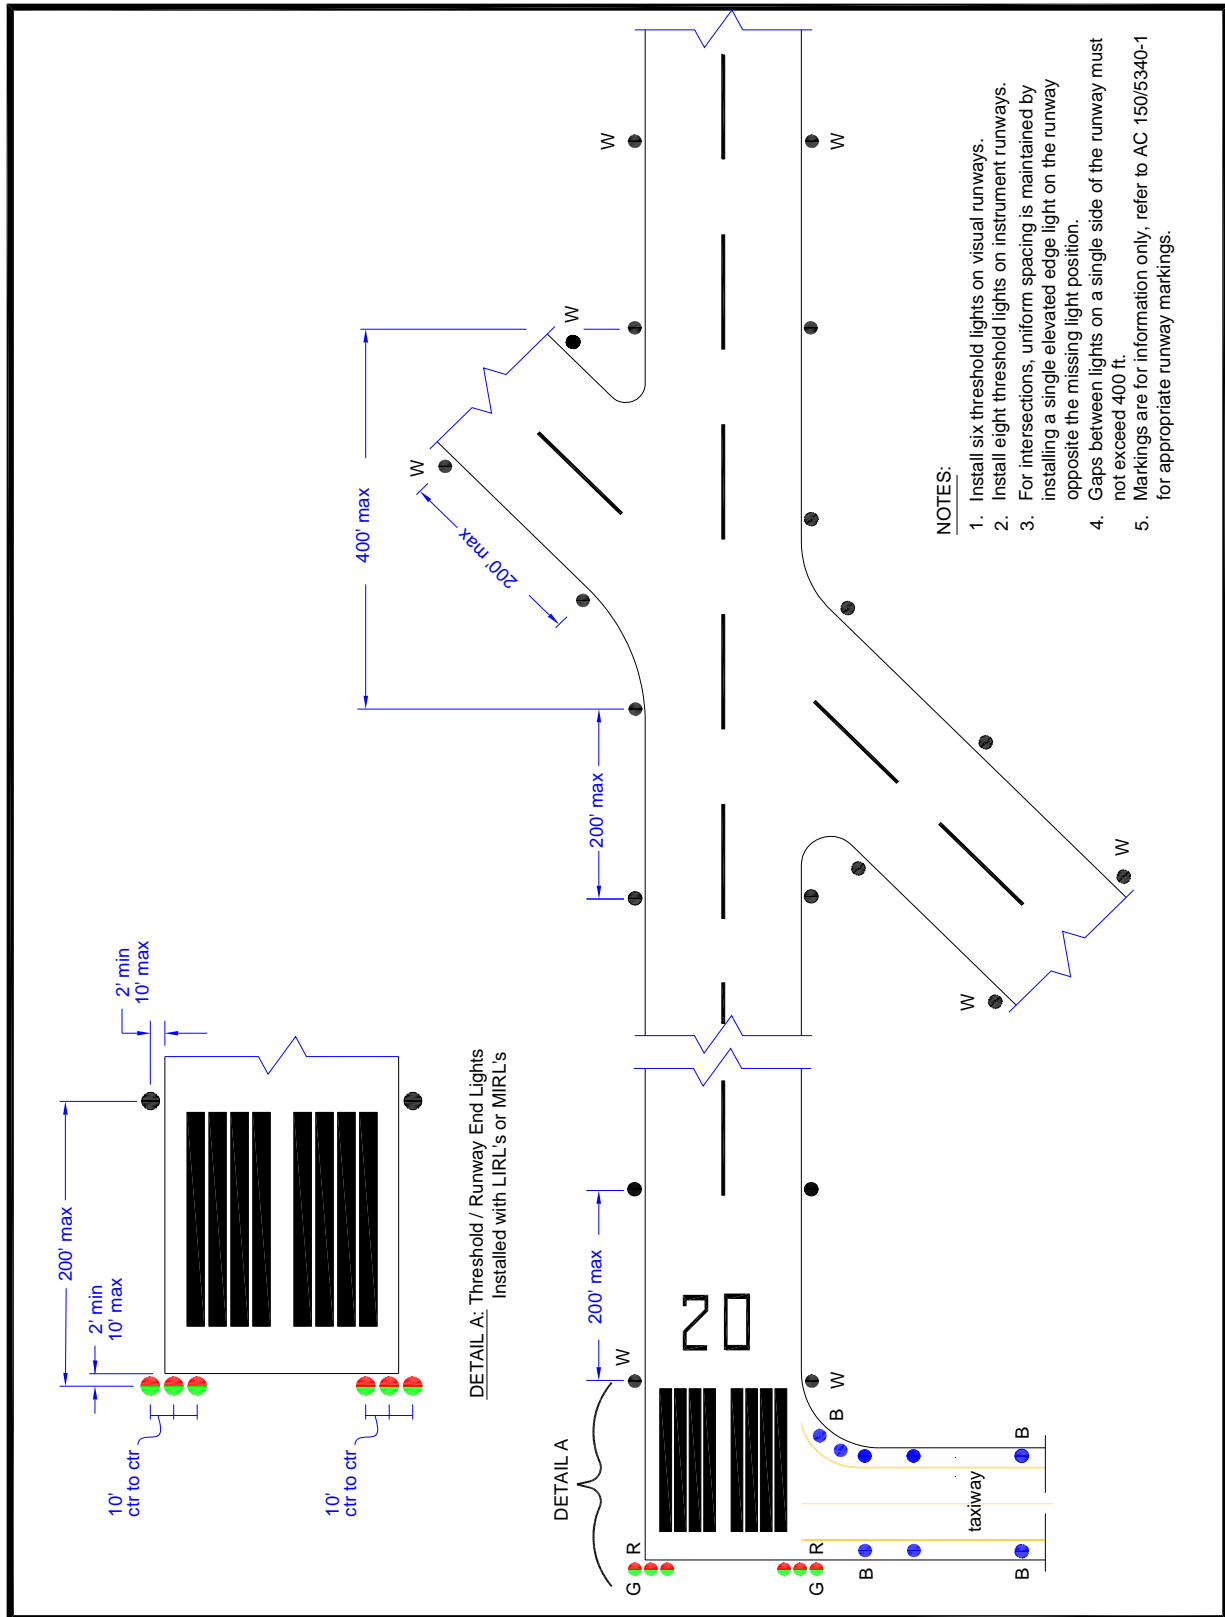 2' min
10' max
200' max
2' min
10' max
10'
ctr to ctr
10'
ctr to ctr
DETAIL A: Threshold / Runway End Lights
Installed with LIRL's or MIRL's
DETAIL A
G
R
G
R
W
W
200' max
20
B
B
B
B
B
taxiway
200' max
400' max
200' max
W
W
W
W
W
W
NOTES:
1. Install six threshold lights on visual runways.
2. Install eight threshold lights on instrument runways.
3. For intersections, uniform spacing is maintained by
installing a single elevated edge light on the runway
opposite the missing light position.
4. Gaps between lights on a single side of the runway must
not exceed 400 ft.
5. Markings are for information only, refer to AC 150/5340-1
for appropriate runway markings.